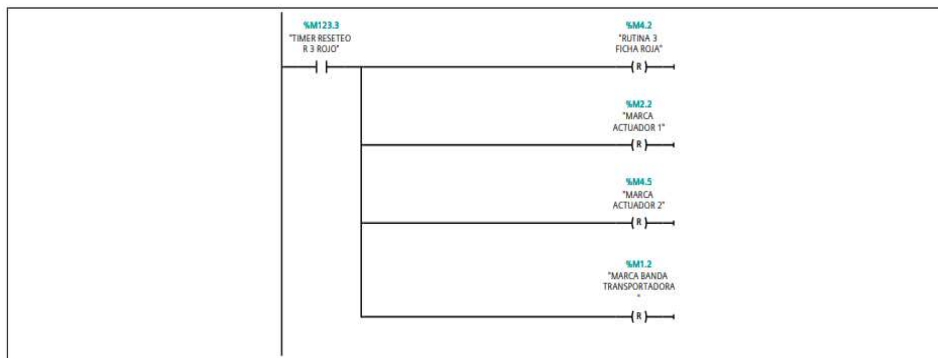 %M123.3
"TIMER RESETEO
R 3 ROJO"
%M4.2
"RUTINA 3
FICHA ROJA"
R
%M2.2
"MARCA
ACTUADOR 1"
R
%M4.5
"MARCA
ACTUADOR 2"
R
%M1.2
"MARCA BANDA
TRANSPORTADORA
"
R